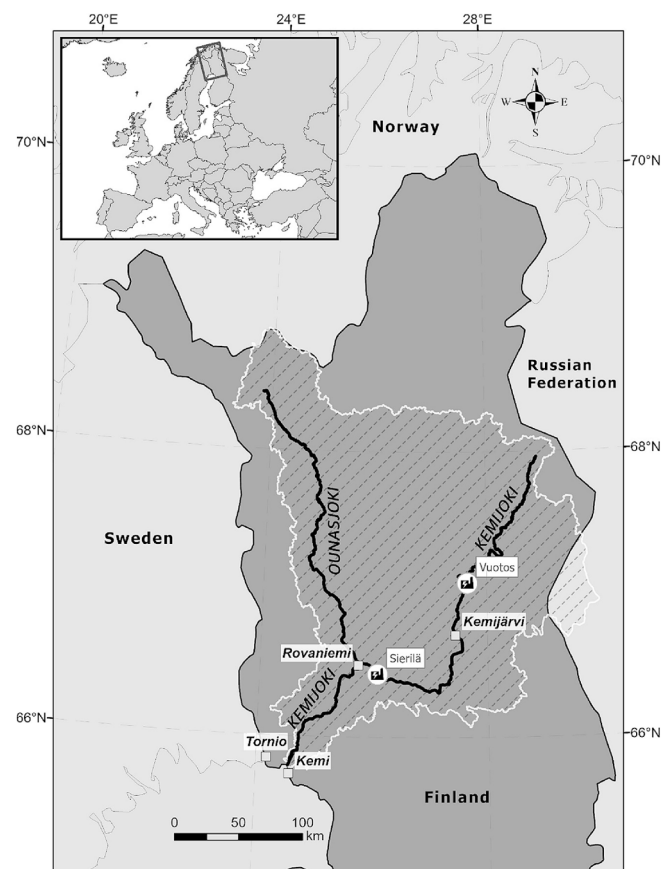 20°E
24°E
28°E
N
W
E
S
Norway
70°N
70°N
Russian
Federation
68°N
68°N
OUNASJOKI
KEMIJOKI
Sweden
Vuotos
Kemijärvi
Rovaniemi
Sierilä
KEMIJOKI
66°N
66°N
Tornio
Kemi
Finland
0
50
100
km